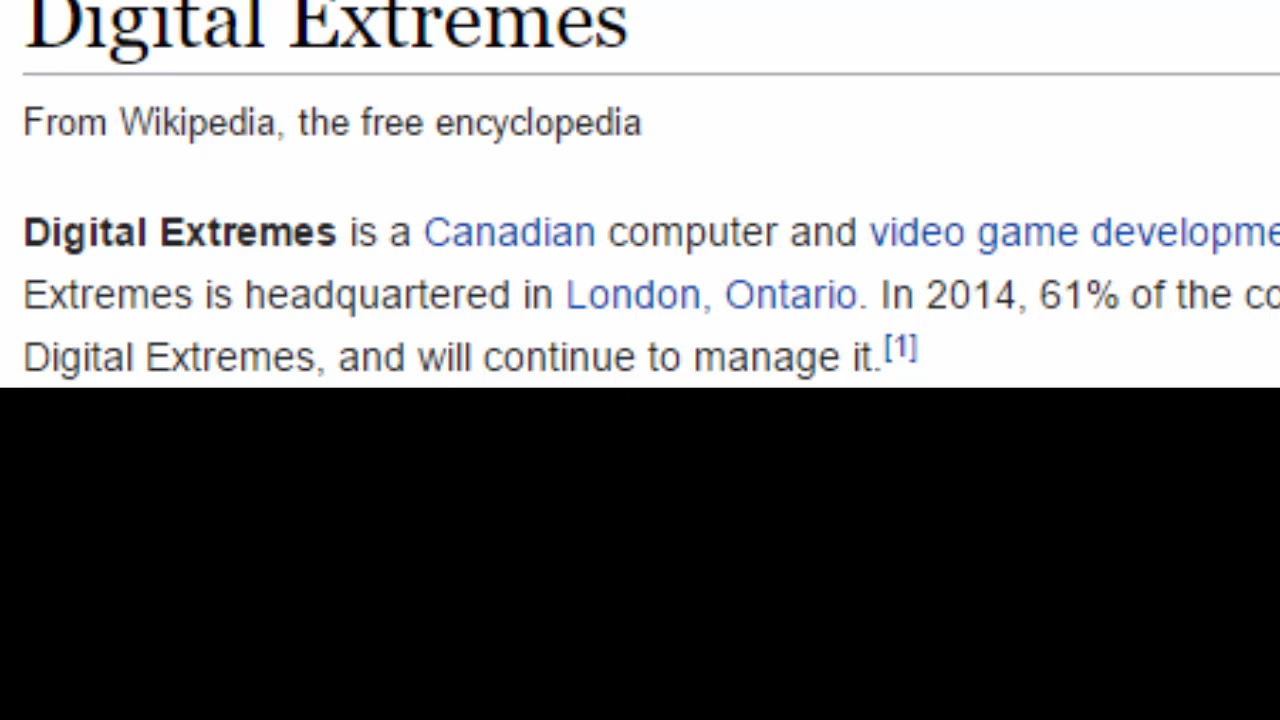 Digital Extremes
From Wikipedia, the free encyclopedia
Digital Extremes is a Canadian computer and video game developme
Extremes is headquartered in London, Ontario. In 2014, 61% of the co
Digital Extremes, and will continue to manage it.[1]